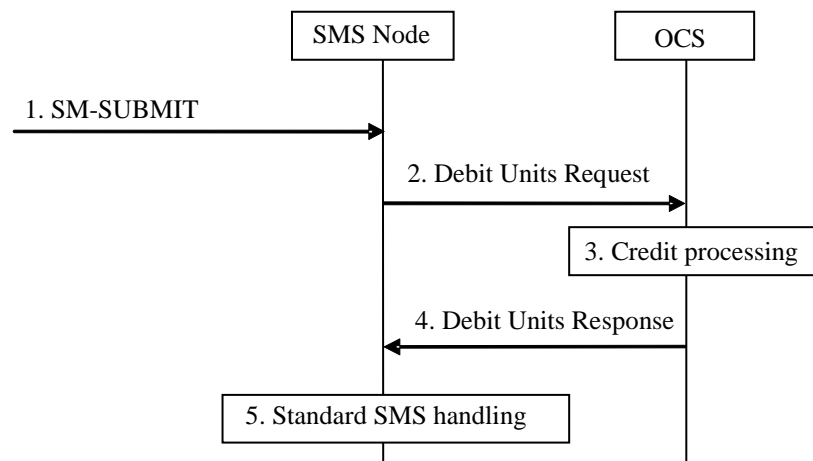 SMS Node
OCS
1. SM-SUBMIT
2. Debit Units Request
3. Credit processing
4. Debit Units Response
5. Standard SMS handling